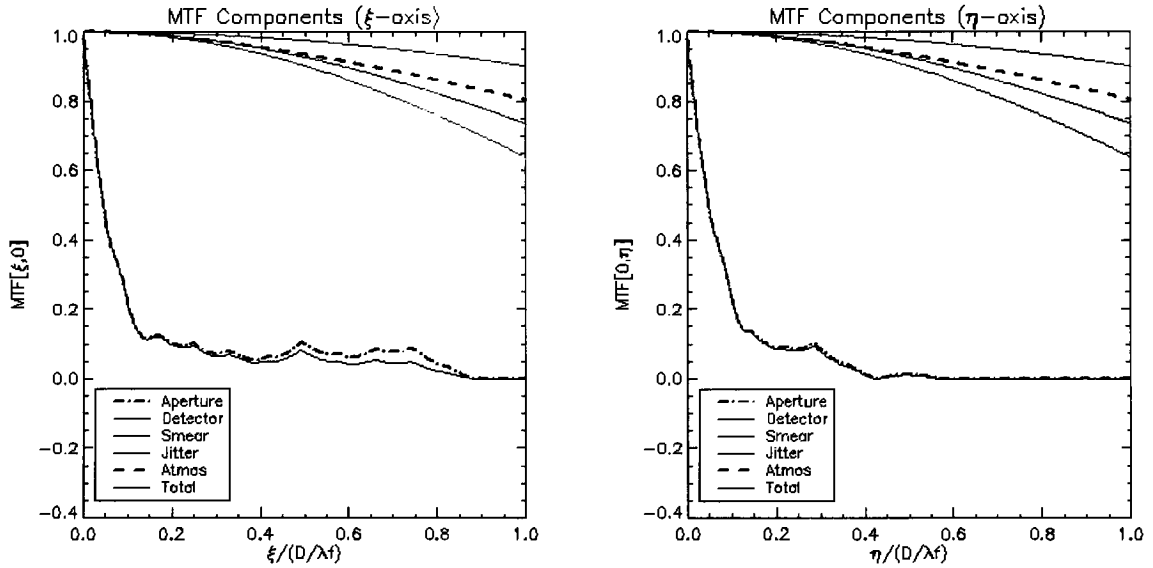 MTF Components (ξ-axis)
MTF[ξ,0]
1.0
0.8
0.6
0.4
0.2
0.0
-0.2
-0.4
Aperture
Detector
Smear
Jitter
Atmos
Total
0.0 0.2 0.4 0.6 0.8 1.0
ξ/(D/λf)
MTF Components (η-axis)
MTF[0,η]
1.0
0.8
0.6
0.4
0.2
0.0
-0.2
-0.4
Aperture
Detector
Smear
Jitter
Atmos
Total
0.0 0.2 0.4 0.6 0.8 1.0
η/(D/λf)